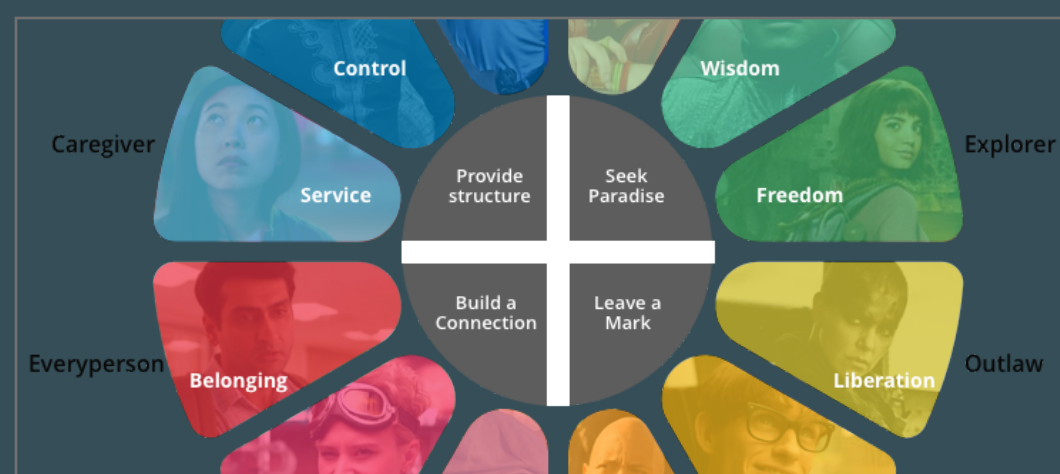 Control
Wisdom
Caregiver
Explorer
Provide
structure
Seek
Paradise
Service
Freedom
Build a
Connection
Leave a
Mark
Everyperson
Belonging
Liberation
Outlaw